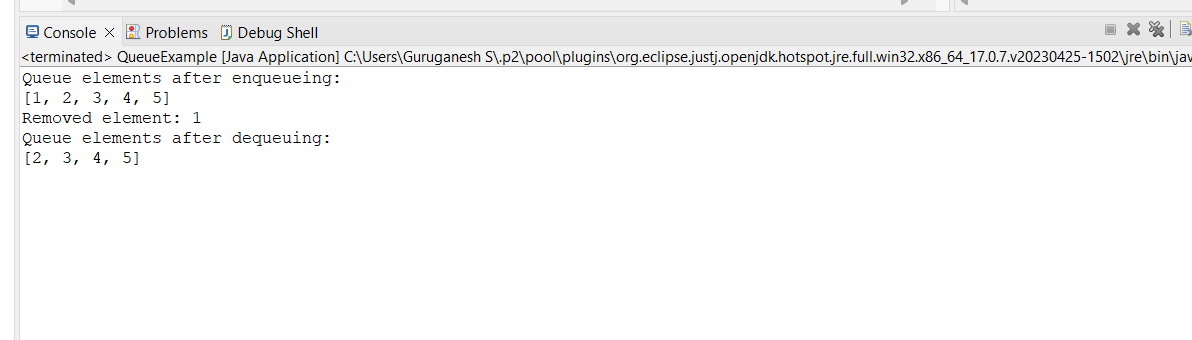 Console Problems Debug Shell
<terminated> QueueExample [Java Application] C:\Users\Guruganesh S\.p2\pool\plugins\org.eclipse.justj.openjdk.hotspot.jre.full.win32.x86_64_17.0.7.v20230425-1502\jre\bin\jav
Queue elements after enqueueing:
[1, 2, 3, 4, 5]
Removed element: 1
Queue elements after dequeuing:
[2, 3, 4, 5]